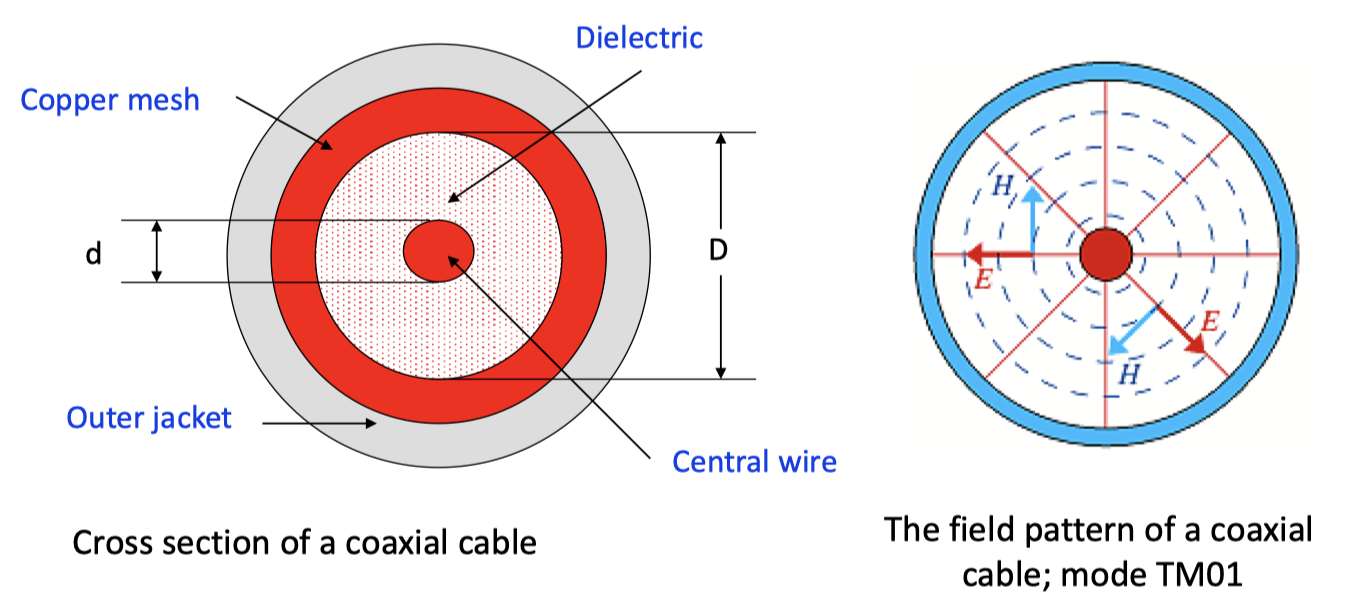 Dielectric
Copper mesh
d
D
Outer jacket
Central wire
Cross section of a coaxial cable
H
E
E
H
The field pattern of a coaxial
cable; mode TM01